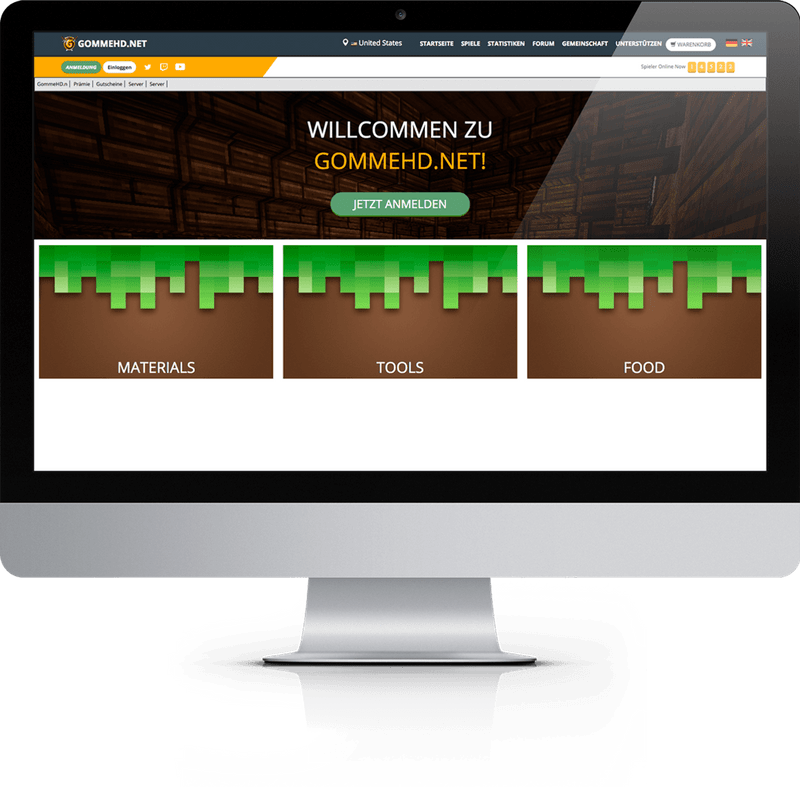 GOMMEHD.NET United States STARTSEITE SPIELE STATISTIKEN FORUM GEMEINSCHAFT UNTERSTÜTZEN WARENKORB
ANMELDUNG Einloggen Spieler Online Now
GommeHD.n | Prämie | Gutscheine | Server | Server |
WILLCOMMEN ZU
GOMMEHD.NET!
JETZT ANMELDEN
MATERIALS TOOLS FOOD